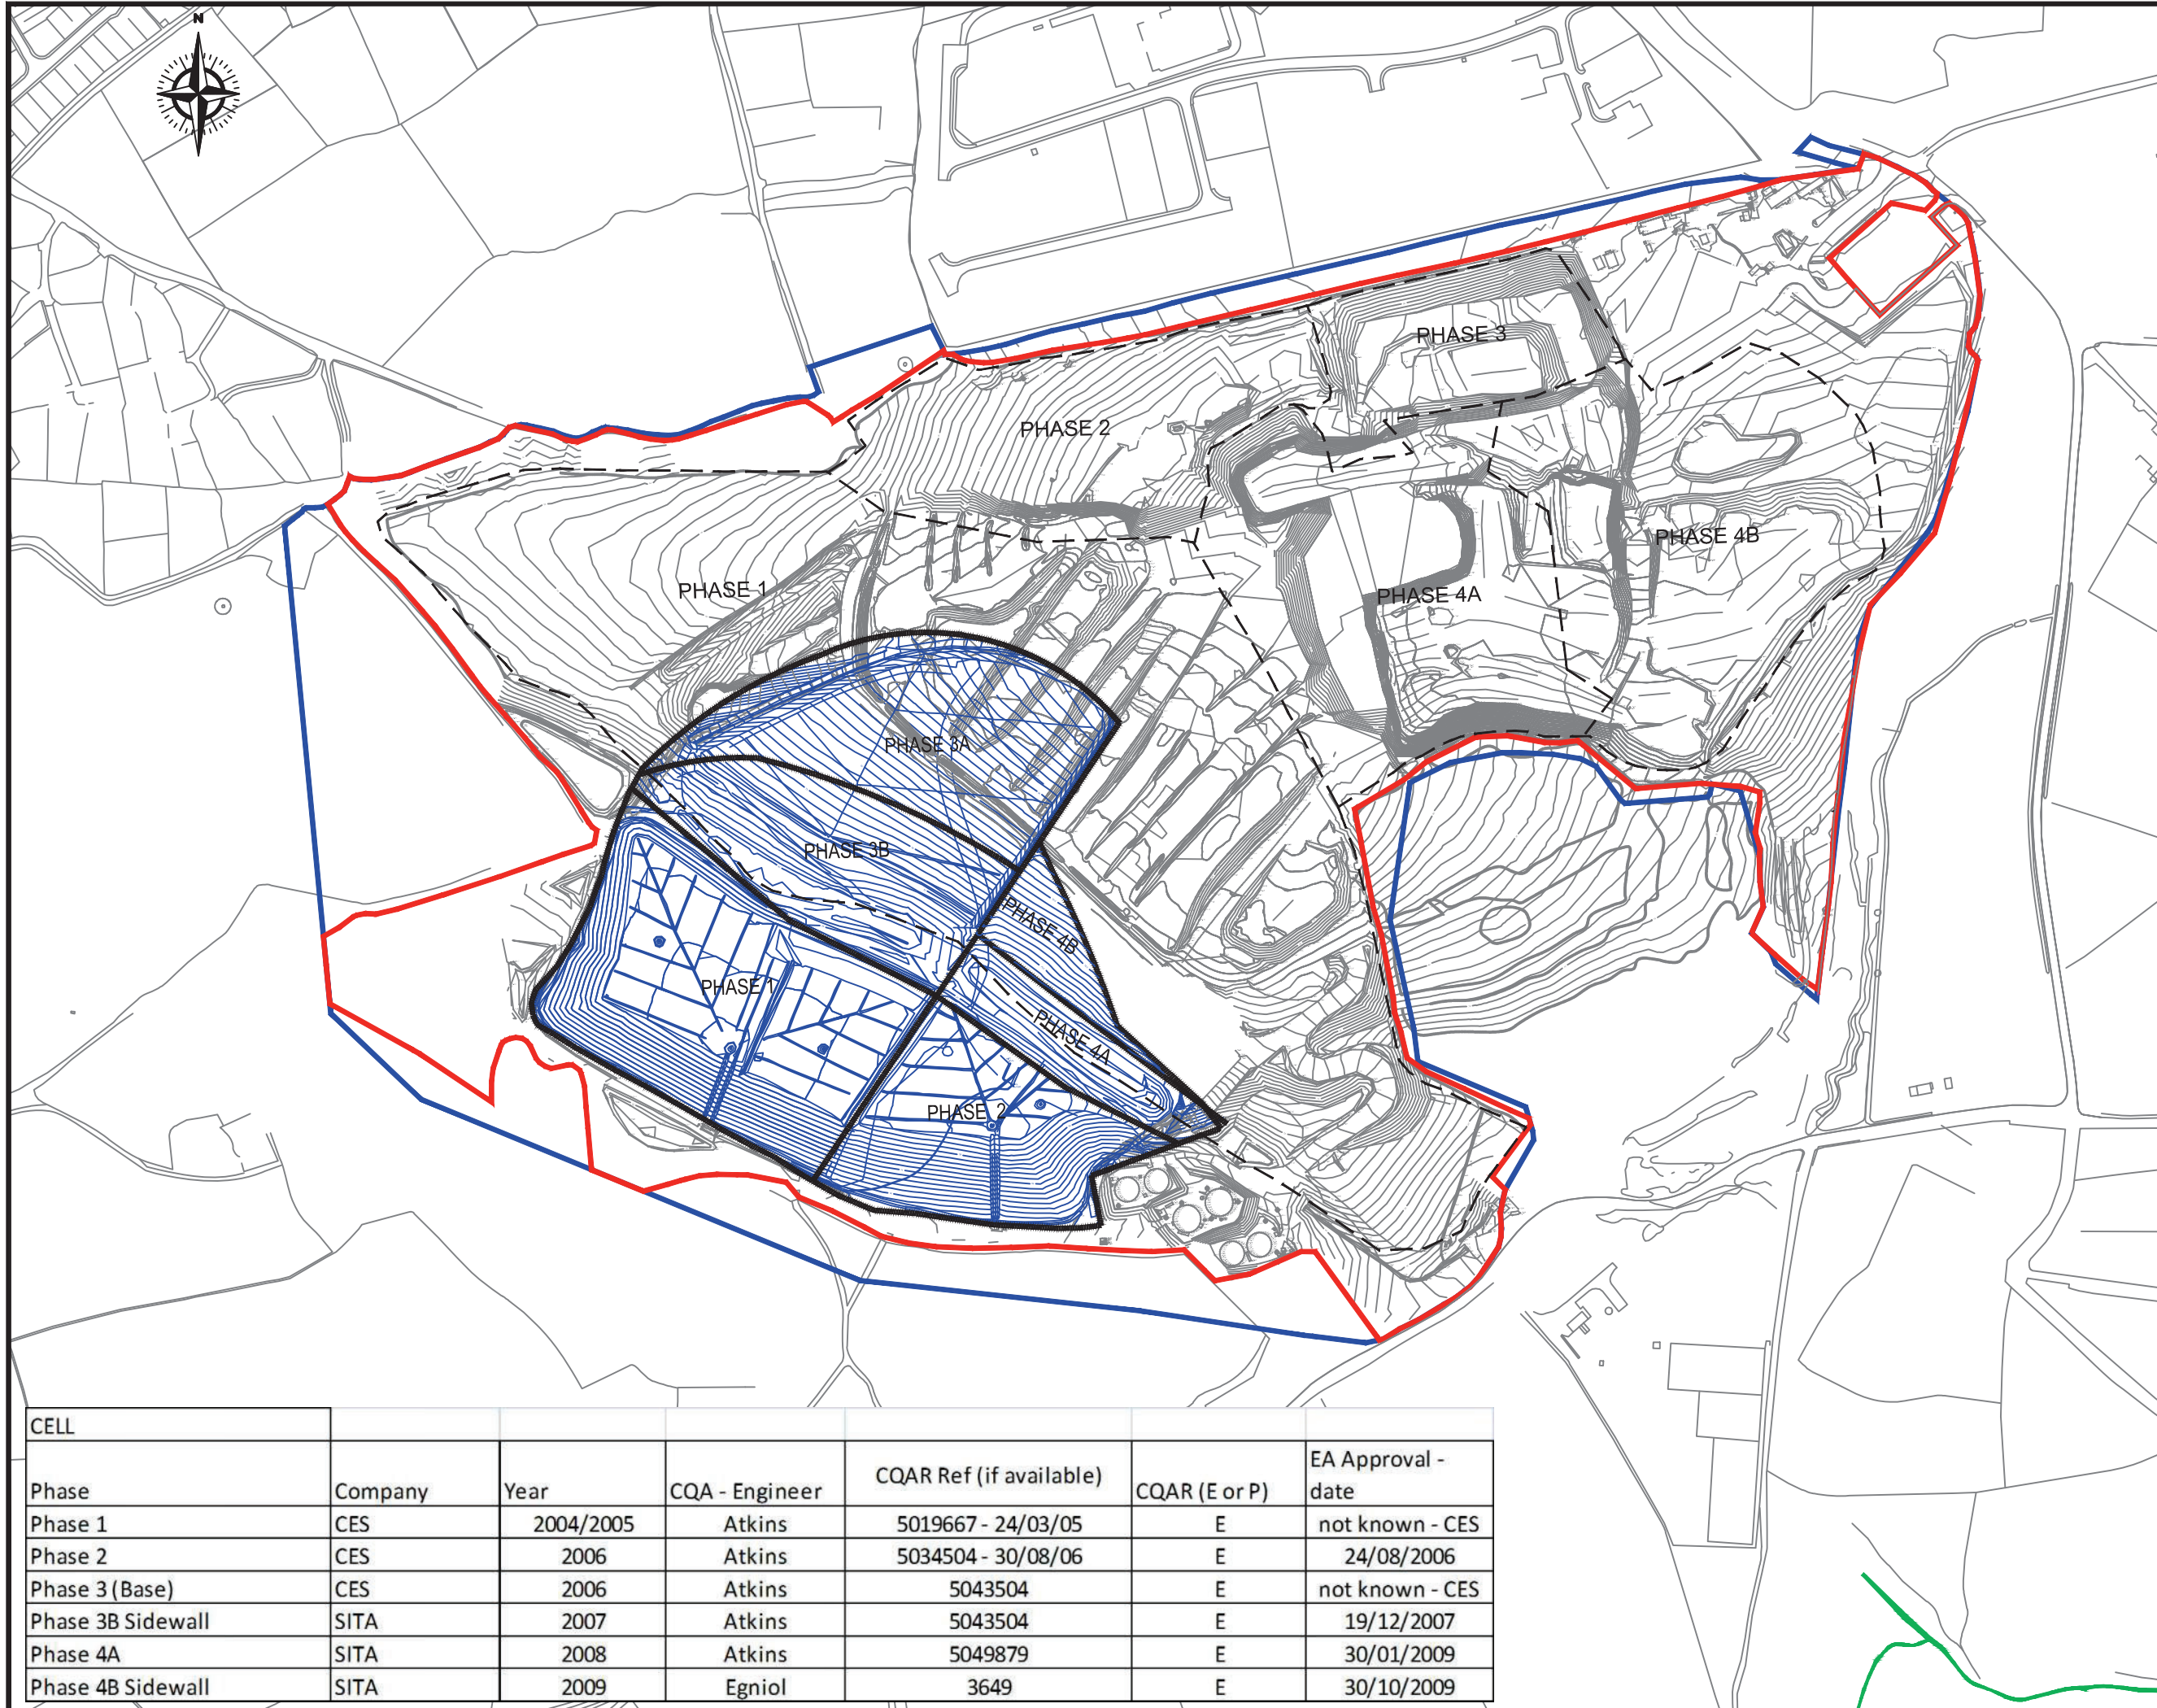 N
PHASE 3
PHASE 2
PHASE 4B
PHASE 1
PHASE 4A
PHASE 3A
PHASE 3B
PHASE 4B
PHASE 1
PHASE 4A
PHASE 2
CELL
Phase Company Year CQA - Engineer CQAR Ref (if available) CQAR (E or P) EA Approval - date
Phase 1 CES 2004/2005 Atkins 5019667 - 24/03/05 E not known - CES
Phase 2 CES 2006 Atkins 5034504 - 30/08/06 E 24/08/2006
Phase 3 (Base) CES 2006 Atkins 5043504 E not known - CES
Phase 3B Sidewall SITA 2007 Atkins 5043504 E 19/12/2007
Phase 4A SITA 2008 Atkins 5049879 E 30/01/2009
Phase 4B Sidewall SITA 2009 Egniol 3649 E 30/10/2009